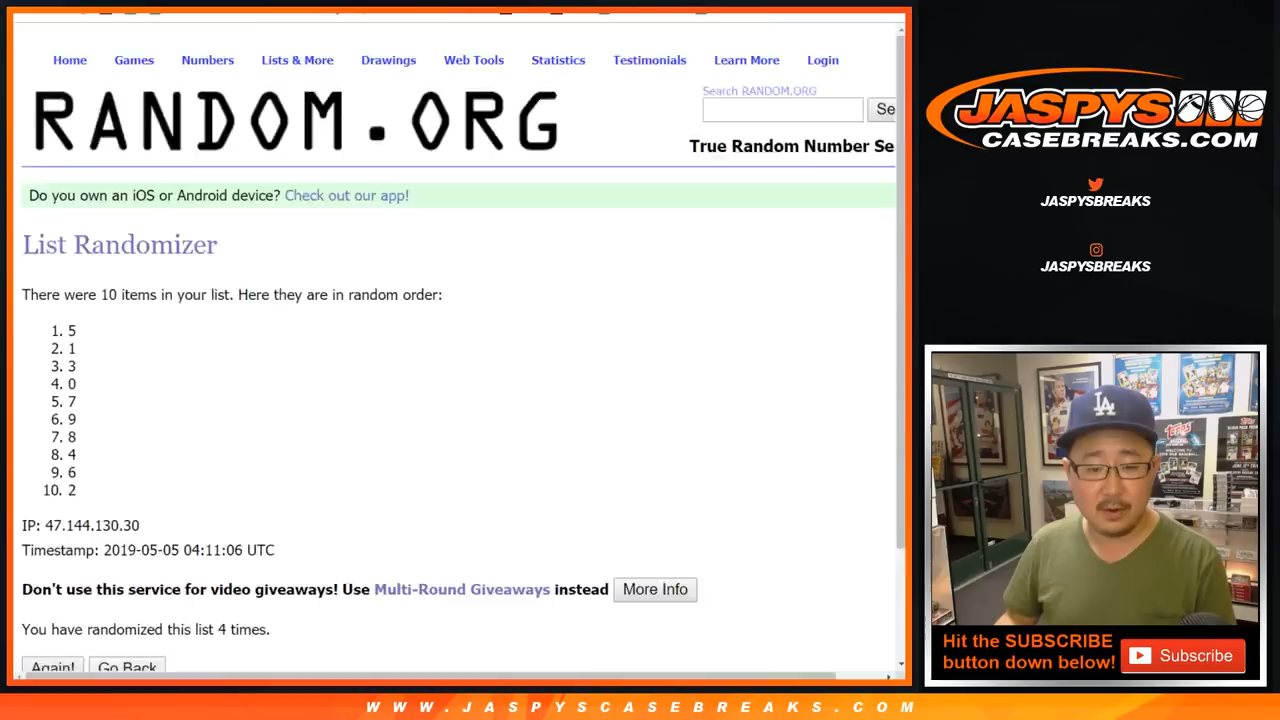 Home Games Numbers Lists & More Drawings Web Tools Statistics Testimonials Learn More Login
Search RANDOM.ORG
RANDOM.ORG
Se
True Random Number Se
Do you own an iOS or Android device? Check out our app!
List Randomizer
There were 10 items in your list. Here they are in random order:
1. 5
2. 1
3. 3
4. 0
5. 7
6. 9
7. 8
8. 4
9. 6
10. 2
IP: 47.144.130.30
Timestamp: 2019-05-05 04:11:06 UTC
Don't use this service for video giveaways! Use Multi-Round Giveaways instead More Info
You have randomized this list 4 times.
Again! Go Back
JASPYS
CASEBREAKS.COM
JASPYSBREAKS
JASPYSBREAKS
LA
TOPPS
Hit the SUBSCRIBE
button down below!
Subscribe
WWW.JASPYSCASEBREAKS.COM